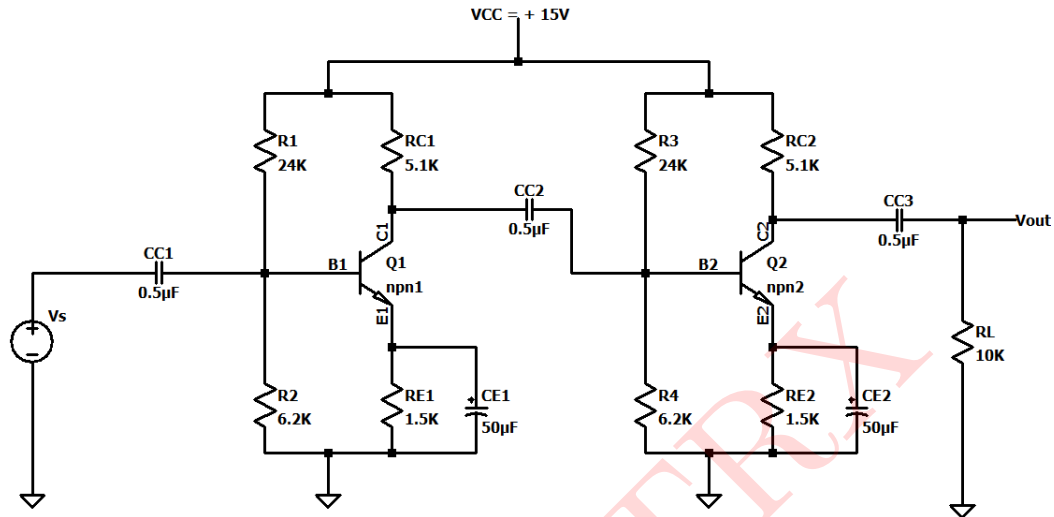 VCC = + 15V
R1
24K
RC1
5.1K
R3
24K
RC2
5.1K
CC2
0.5µF
CC3
0.5µF
Vout
C1
C2
CC1
0.5µF
B1
Q1
npn1
B2
Q2
npn2
E1
E2
Vs
+
−
R2
6.2K
RE1
1.5K
+
CE1
50µF
R4
6.2K
RE2
1.5K
+
CE2
50µF
RL
10K